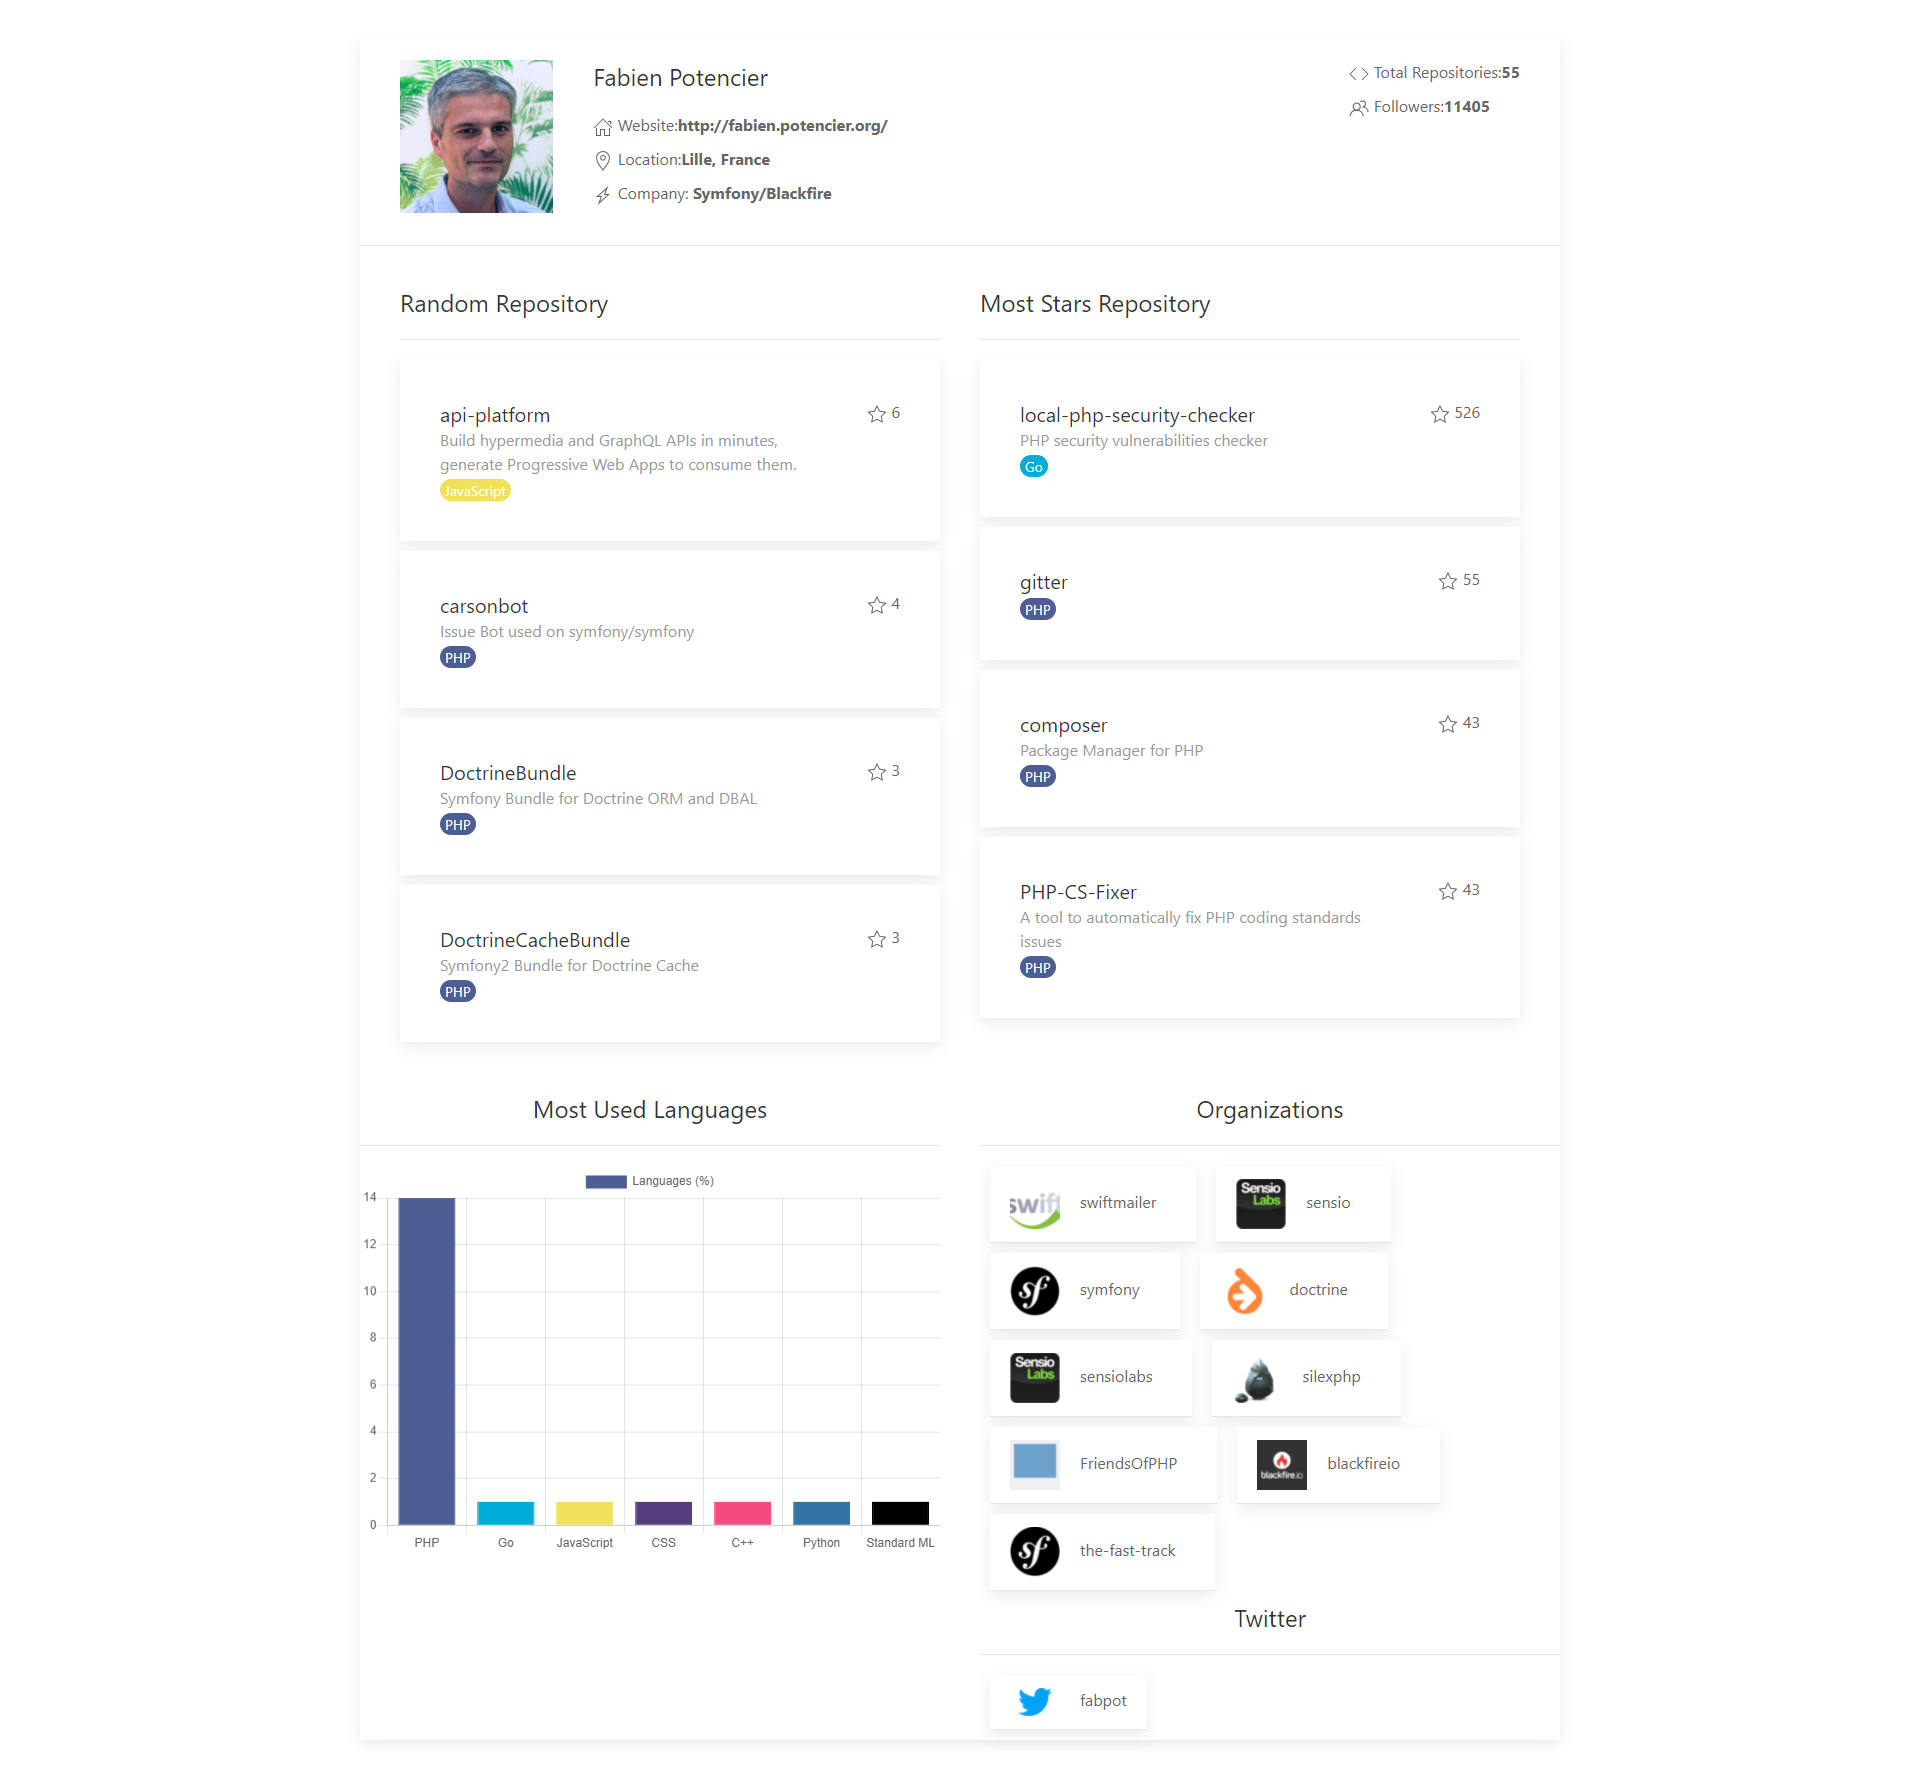 Fabien Potencier
Website:http://fabien.potencier.org/
Location:Lille, France
Company: Symfony/Blackfire
Total Repositories:55
Followers:11405
Random Repository
api-platform
6
Build hypermedia and GraphQL APIs in minutes,
generate Progressive Web Apps to consume them.
JavaScript
carsonbot
4
Issue Bot used on symfony/symfony
PHP
DoctrineBundle
3
Symfony Bundle for Doctrine ORM and DBAL
PHP
DoctrineCacheBundle
3
Symfony2 Bundle for Doctrine Cache
PHP
Most Stars Repository
local-php-security-checker
526
PHP security vulnerabilities checker
Go
gitter
55
PHP
composer
43
Package Manager for PHP
PHP
PHP-CS-Fixer
43
A tool to automatically fix PHP coding standards
issues
PHP
Most Used Languages
Languages (%)
14
12
10
8
6
4
2
0
PHP
Go
JavaScript
CSS
C++
Python
Standard ML
Organizations
swift
swiftmailer
Sensio
Labs
sensio
sf
symfony
doctrine
Sensio
Labs
sensiolabs
silexphp
FriendsOfPHP
blackfire.io
blackfireio
sf
the-fast-track
Twitter
fabpot